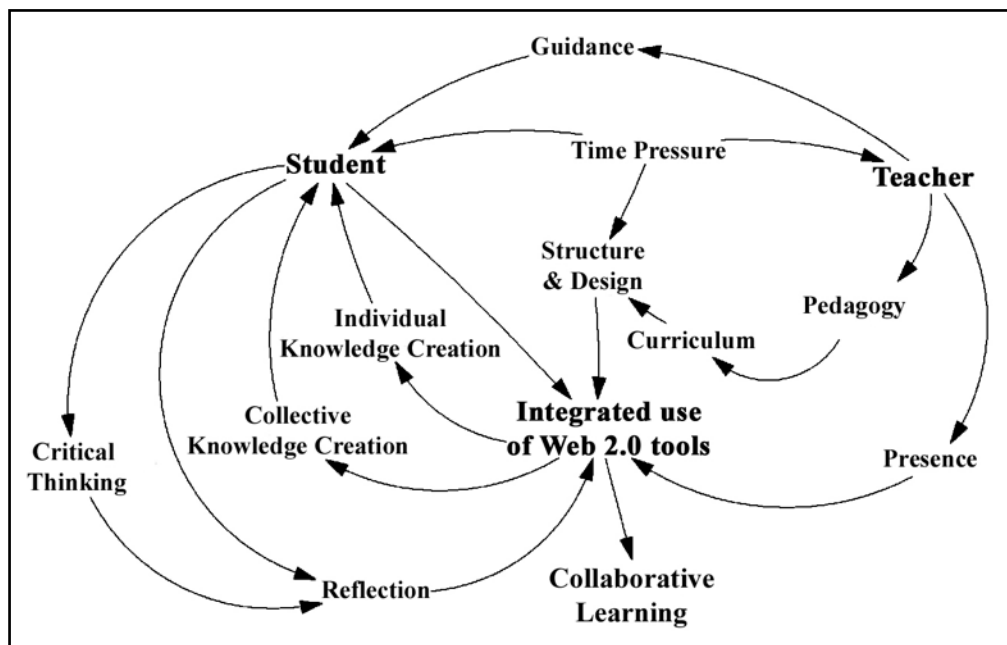 Guidance
Time Pressure
Student
Teacher
Structure
& Design
Pedagogy
Individual
Knowledge Creation
Curriculum
Collective
Knowledge Creation
Integrated use
of Web 2.0 tools
Critical
Thinking
Presence
Reflection
Collaborative
Learning